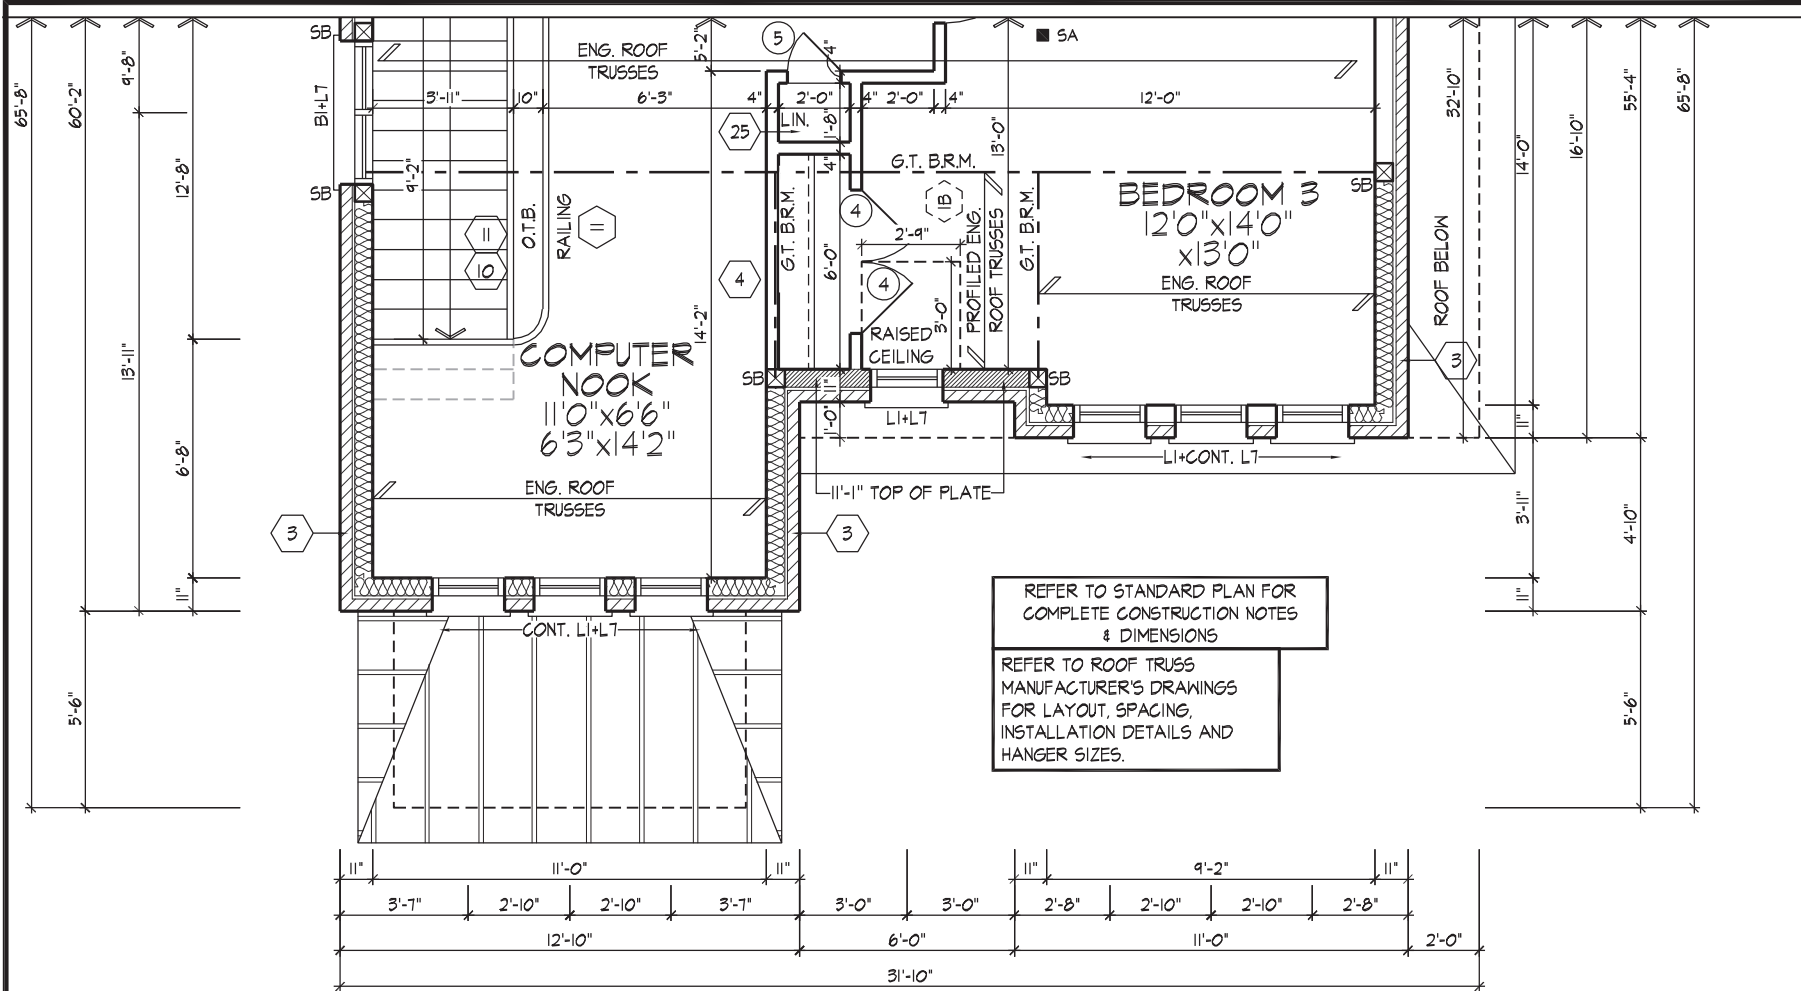 SB
ENG. ROOF
TRUSSES
5
4"
SA
5'-2"
65'-8"
60'-2"
9'-8"
B1+L7
3'-11"
10"
6'-3"
4"
2'-0"
4"
2'-0"
4"
12'-0"
32'-10"
55'-4"
65'-8"
25
LIN.
1'-8"
13'-0"
14'-0"
16'-10"
4"
G.T. B.R.M.
12'-8"
9'-2"
SB
SB
BEDROOM 3
12'0"x14'0"
x13'0"
ENG. ROOF
TRUSSES
O.T.B.
RAILING
11
11
10
G.T. B.R.M.
4
1B
2'-9"
PROFILED ENG.
ROOF TRUSSES
G.T. B.R.M.
ROOF BELOW
4
6'-0"
4
3'-0"
RAISED
CEILING
14'-2"
13'-11"
COMPUTER
NOOK
11'0"x6'6"
6'3"x14'2"
3
SB
11"
SB
1'-0"
L1+L7
11"
L1+CONT. L7
6'-8"
ENG. ROOF
TRUSSES
11'-1" TOP OF PLATE
3'-11"
4'-10"
3
3
11"
11"
REFER TO STANDARD PLAN FOR
COMPLETE CONSTRUCTION NOTES
& DIMENSIONS
CONT. L1+L7
REFER TO ROOF TRUSS
MANUFACTURER'S DRAWINGS
FOR LAYOUT, SPACING,
INSTALLATION DETAILS AND
HANGER SIZES.
5'-6"
5'-6"
11"
11'-0"
11"
11"
9'-2"
11"
3'-7"
2'-10"
2'-10"
3'-7"
3'-0"
3'-0"
2'-8"
2'-10"
2'-10"
2'-8"
12'-10"
6'-0"
11'-0"
2'-0"
31'-10"